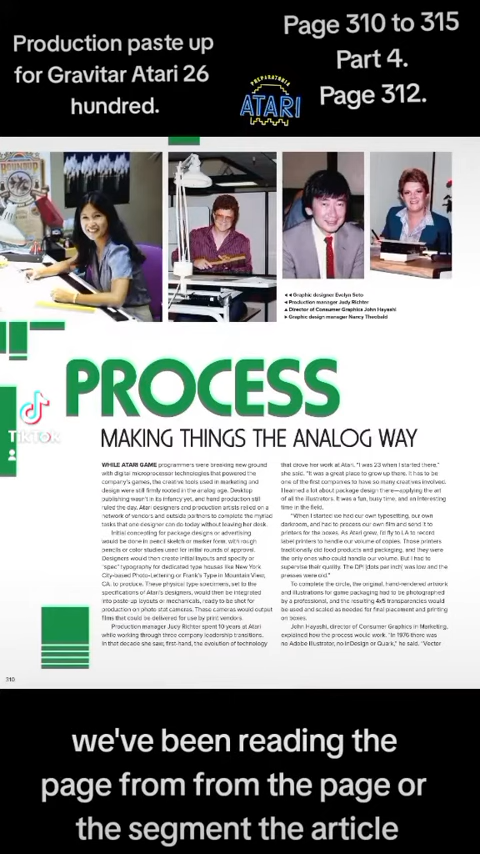 Production paste up
for Gravitar Atari 26
hundred.
Page 310 to 315
Part 4.
Page 312.
PREPARATORIA
ATARI
ROUNDUP
◄◄ Graphic designer Evelyn Seto
◄ Production manager Judy Richter
▲ Director of Consumer Graphics John Hayashi
► Graphic design manager Nancy Theobald
PROCESS
MAKING THINGS THE ANALOG WAY
TIKTOK
WHILE ATARI GAME programmers were breaking new ground
with digital microprocessor technologies that powered the
company's games, the creative tools used in marketing and
design were still firmly rooted in the analog age. Desktop
publishing wasn't in its infancy yet, and hand production still
ruled the day. Atari designers and production artists relied on a
network of vendors and outside partners to complete the myriad
tasks that one designer can do today without leaving her desk.
Initial concepting for package designs or advertising
would be done in pencil sketch or marker form, with rough
pencils or color studies used for initial rounds of approval.
Designers would then create initial layouts and specify or
"spec" typography for dedicated type houses like New York
City-based Photo-Lettering or Frank's Type in Mountain View,
CA, to produce. These physical type specimens, set to the
specifications of Atari's designers, would then be integrated
into paste-up layouts or mechanicals, ready to be shot for
production on photo stat cameras. Those cameras would output
films that could be delivered for use by print vendors.
Production manager Judy Richter spent 10 years at Atari
while working through three company leadership transitions.
In that decade she saw, first-hand, the evolution of technology
that drove her work at Atari. "I was 23 when I started there,"
she said. "It was a great place to grow up there. It has to be
one of the first companies to have so many creatives involved.
I learned a lot about package design there—applying the art
of all the illustrators. It was a fun, busy time, and an interesting
time in the field.
"When I started we had our own typesetting, our own
darkroom, and had to process our own film and send it to
printers for the boxes. As Atari grew, I'd fly to LA to record
label printers to handle our volume of copies. Those printers
traditionally did food products and packaging, and they were
the only ones who could handle our volume. But I had to
supervise their quality. The DPI [dots per inch] was low and the
presses were old."
To complete the circle, the original, hand-rendered artwork
and illustrations for game packaging had to be photographed
by a professional, and the resulting 4x5 transparencies would
be used and scaled as needed for final placement and printing
on boxes.
John Hayashi, director of Consumer Graphics in Marketing,
explained how the process would work. "In 1976 there was
no Adobe Illustrator, no InDesign or Quark," he said. "Vector
310
we've been reading the
page from from the page or
the segment the article